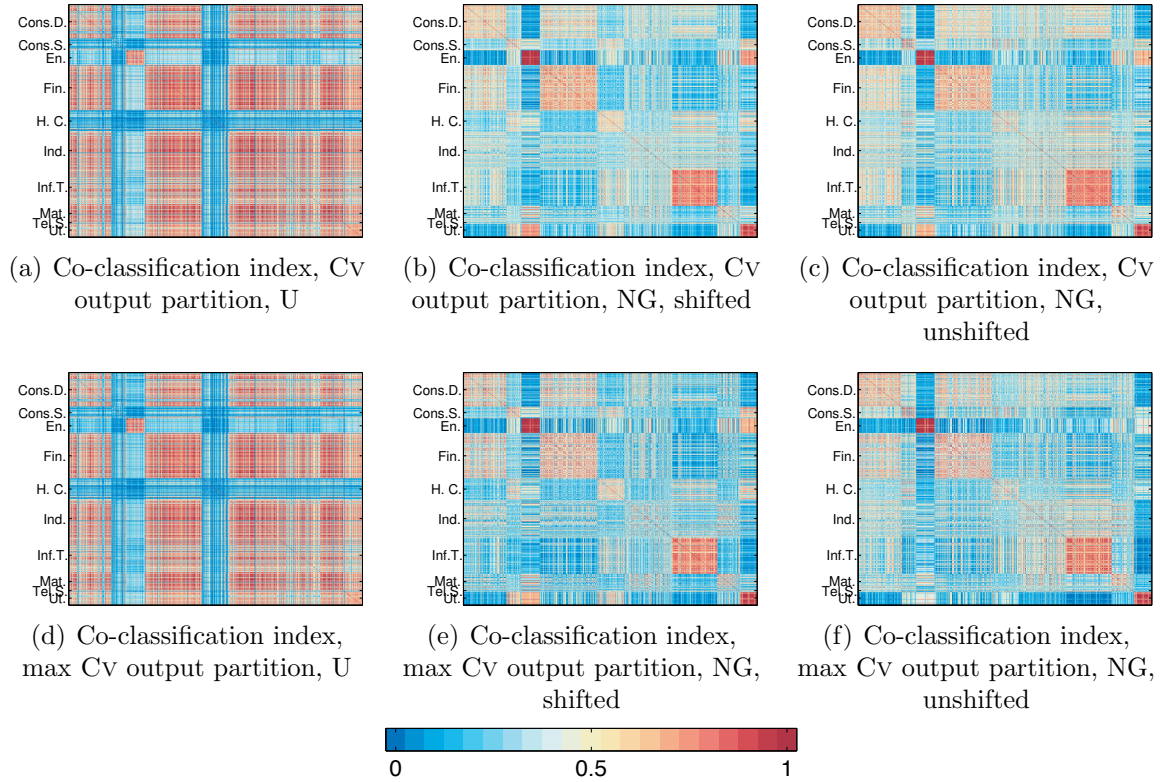 Cons.D.
Cons.S.
En.
Fin.
H. C.
Ind.
Inf.T.
Mat.
Tel.S.
Ut.
Cons.D.
Cons.S.
En.
Fin.
H. C.
Ind.
Inf.T.
Mat.
Tel.S.
Ut.
Cons.D.
Cons.S.
En.
Fin.
H. C.
Ind.
Inf.T.
Mat.
Tel.S.
Ut.
(a) Co-classification index, CV
output partition, U
(b) Co-classification index, CV
output partition, NG, shifted
(c) Co-classification index, CV
output partition, NG,
unshifted
Cons.D.
Cons.S.
En.
Fin.
H. C.
Ind.
Inf.T.
Mat.
Tel.S.
Ut.
Cons.D.
Cons.S.
En.
Fin.
H. C.
Ind.
Inf.T.
Mat.
Tel.S.
Ut.
Cons.D.
Cons.S.
En.
Fin.
H. C.
Ind.
Inf.T.
Mat.
Tel.S.
Ut.
(d) Co-classification index,
max CV output partition, U
(e) Co-classification index,
max CV output partition, NG,
shifted
(f) Co-classification index,
max CV output partition, NG,
unshifted
0 0.5 1